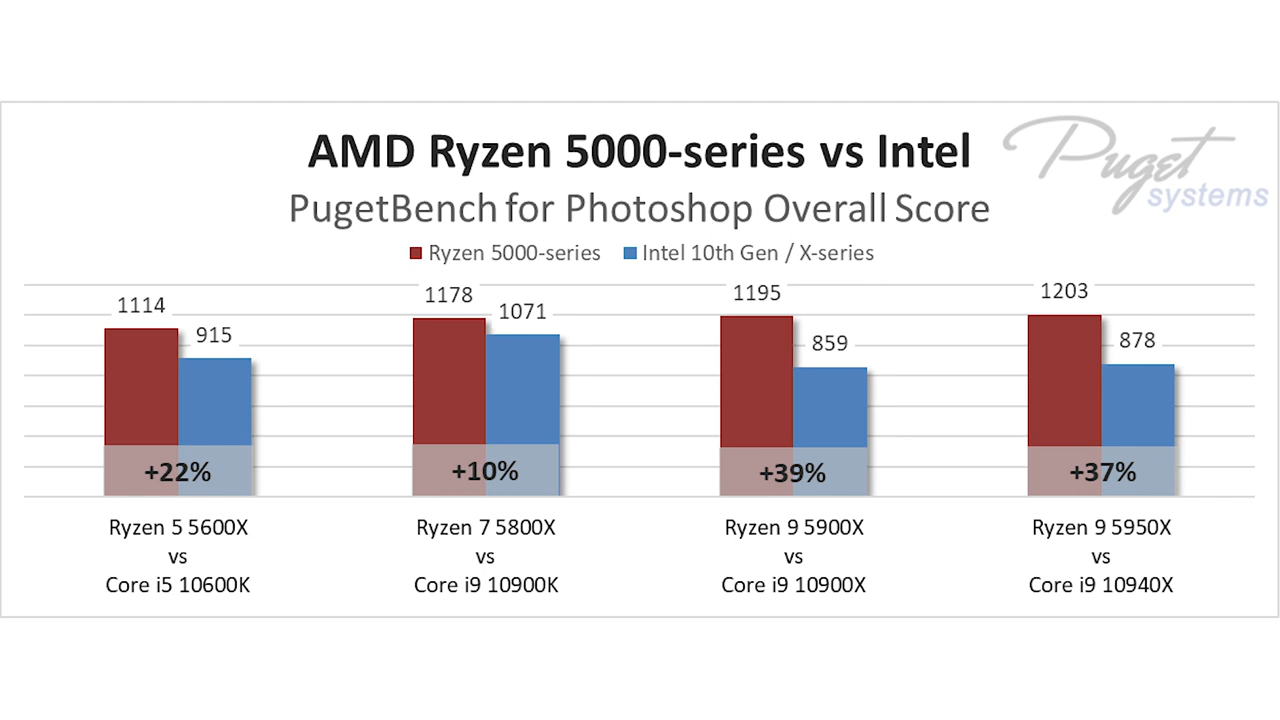 AMD Ryzen 5000-series vs Intel
Puget
systems
PugetBench for Photoshop Overall Score
Ryzen 5000-series Intel 10th Gen / X-series
1114 915 1178 1071 1195 859 1203 878
+22% +10% +39% +37%
Ryzen 5 5600X Ryzen 7 5800X Ryzen 9 5900X Ryzen 9 5950X
vs vs vs vs
Core i5 10600K Core i9 10900K Core i9 10900X Core i9 10940X